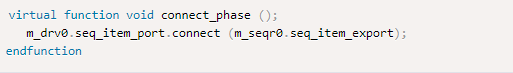 virtual function void connect_phase ();
m_drv0.seq_item_port.connect (m_seqr0.seq_item_export);
endfunction